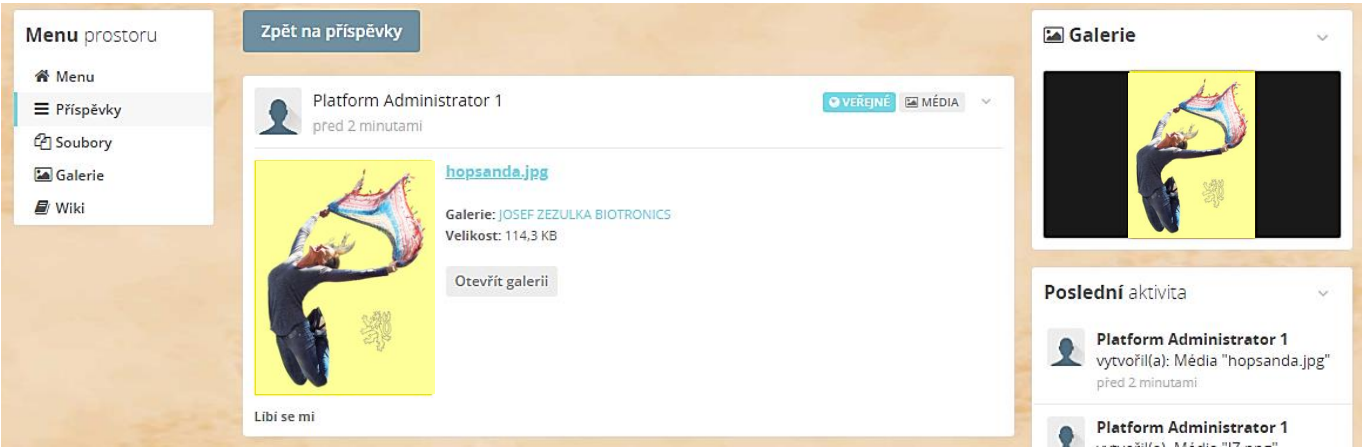 Menu prostoru
Menu
Příspěvky
Soubory
Galerie
Wiki
Zpět na příspěvky
Platform Administrator 1
před 2 minutami
VEŘEJNÉ
MÉDIA
hopsanda.jpg
Galerie: JOSEF ZEZULKA BIOTRONICS
Velikost: 114,3 KB
Otevřít galerii
Líbí se mi
Galerie
Poslední aktivita
Platform Administrator 1
vytvořil(a): Média "hopsanda.jpg"
před 2 minutami
Platform Administrator 1